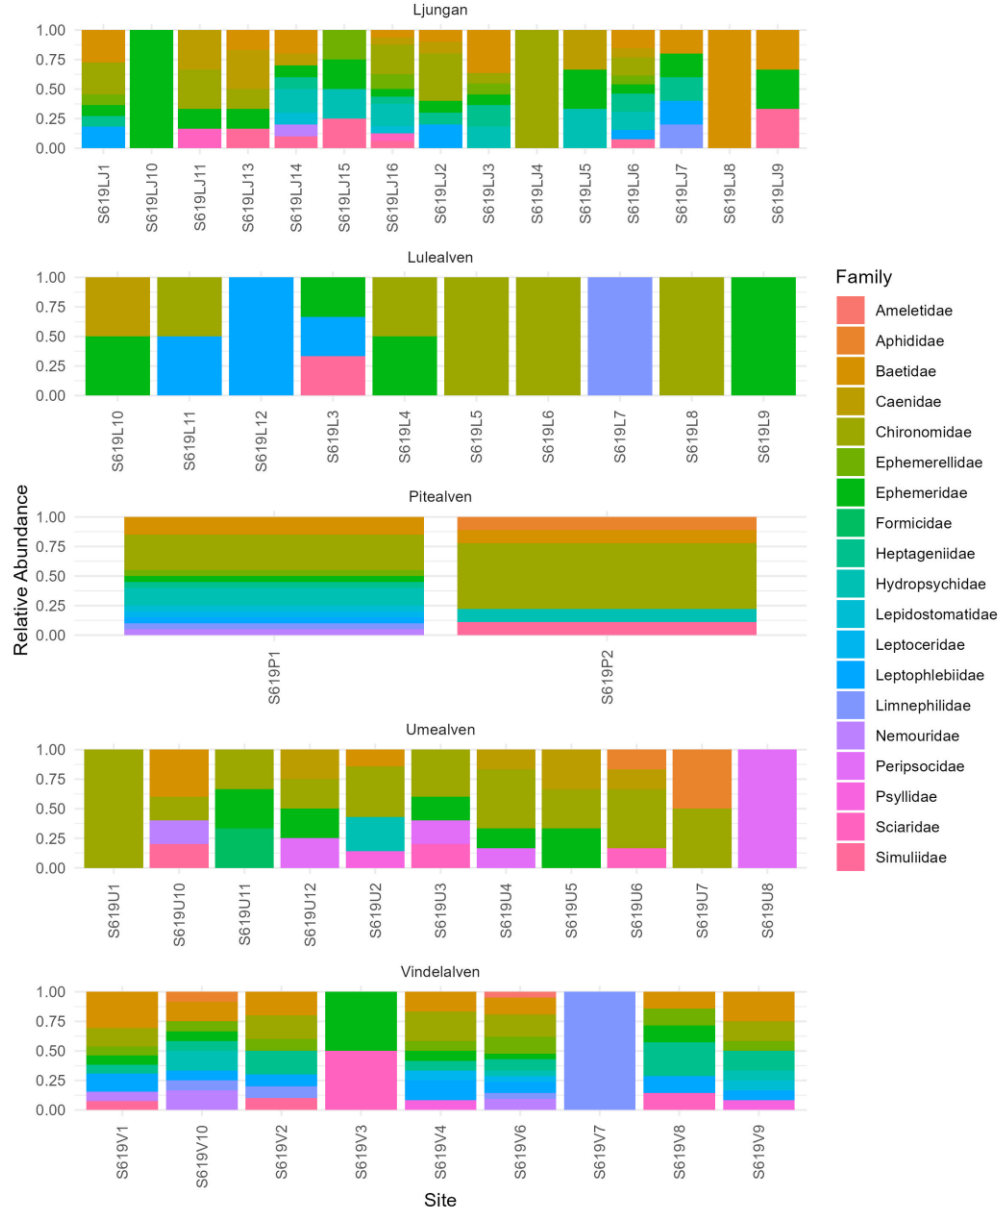 Ljungan
1.00
0.75
0.50
0.25
0.00
S619LJ1
S619LJ10
S619LJ11
S619LJ13
S619LJ14
S619LJ15
S619LJ16
S619LJ2
S619LJ3
S619LJ4
S619LJ5
S619LJ6
S619LJ7
S619LJ8
S619LJ9
Lulealven
1.00
0.75
0.50
0.25
0.00
S619L10
S619L11
S619L12
S619L3
S619L4
S619L5
S619L6
S619L7
S619L8
S619L9
Relative Abundance
Pitealven
1.00
0.75
0.50
0.25
0.00
S619P1
S619P2
Umealven
1.00
0.75
0.50
0.25
0.00
S619U1
S619U10
S619U11
S619U12
S619U2
S619U3
S619U4
S619U5
S619U6
S619U7
S619U8
Vindelalven
1.00
0.75
0.50
0.25
0.00
S619V1
S619V10
S619V2
S619V3
S619V4
S619V6
S619V7
S619V8
S619V9
Site
Family
Ameletidae
Aphididae
Baetidae
Caenidae
Chironomidae
Ephemerellidae
Ephemeridae
Formicidae
Heptageniidae
Hydropsychidae
Lepidostomatidae
Leptoceridae
Leptophlebiidae
Limnephilidae
Nemouridae
Peripsocidae
Psyllidae
Sciaridae
Simuliidae